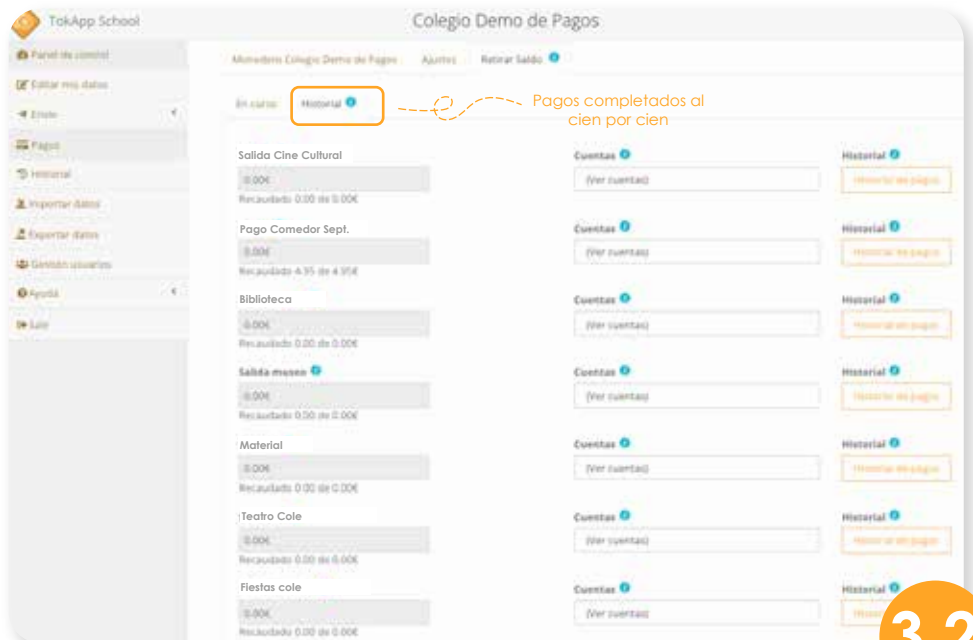 TokApp School
Colegio Demo de Pagos
Panel de control
Editar mis datos
Envío
Pagos
Historial
Importar datos
Exportar datos
Gestión usuarios
Ayuda
Salir
Monedero Colegio Demo de Pagos
Ajustes
Retirar Saldo
En curso
Historial
Pagos completados al
cien por cien
Salida Cine Cultural
Cuentas
Historial
0.00€
(Ver cuentas)
Historial de pagos
Recaudado 0.00 de 0.00€
Pago Comedor Sept.
Cuentas
Historial
0.00€
(Ver cuentas)
Historial de pagos
Recaudado 4.95 de 4.95€
Biblioteca
Cuentas
Historial
0.00€
(Ver cuentas)
Historial de pagos
Recaudado 0.00 de 0.00€
Salida museo
Cuentas
Historial
0.00€
(Ver cuentas)
Historial de pagos
Recaudado 0.00 de 0.00€
Material
Cuentas
Historial
0.00€
(Ver cuentas)
Historial de pagos
Recaudado 0.00 de 0.00€
Teatro Cole
Cuentas
Historial
0.00€
(Ver cuentas)
Historial de pagos
Recaudado 0.00 de 0.00€
Fiestas cole
Cuentas
Historial
0.00€
(Ver cuentas)
Recaudado 0.00 de 0.00€
3.2